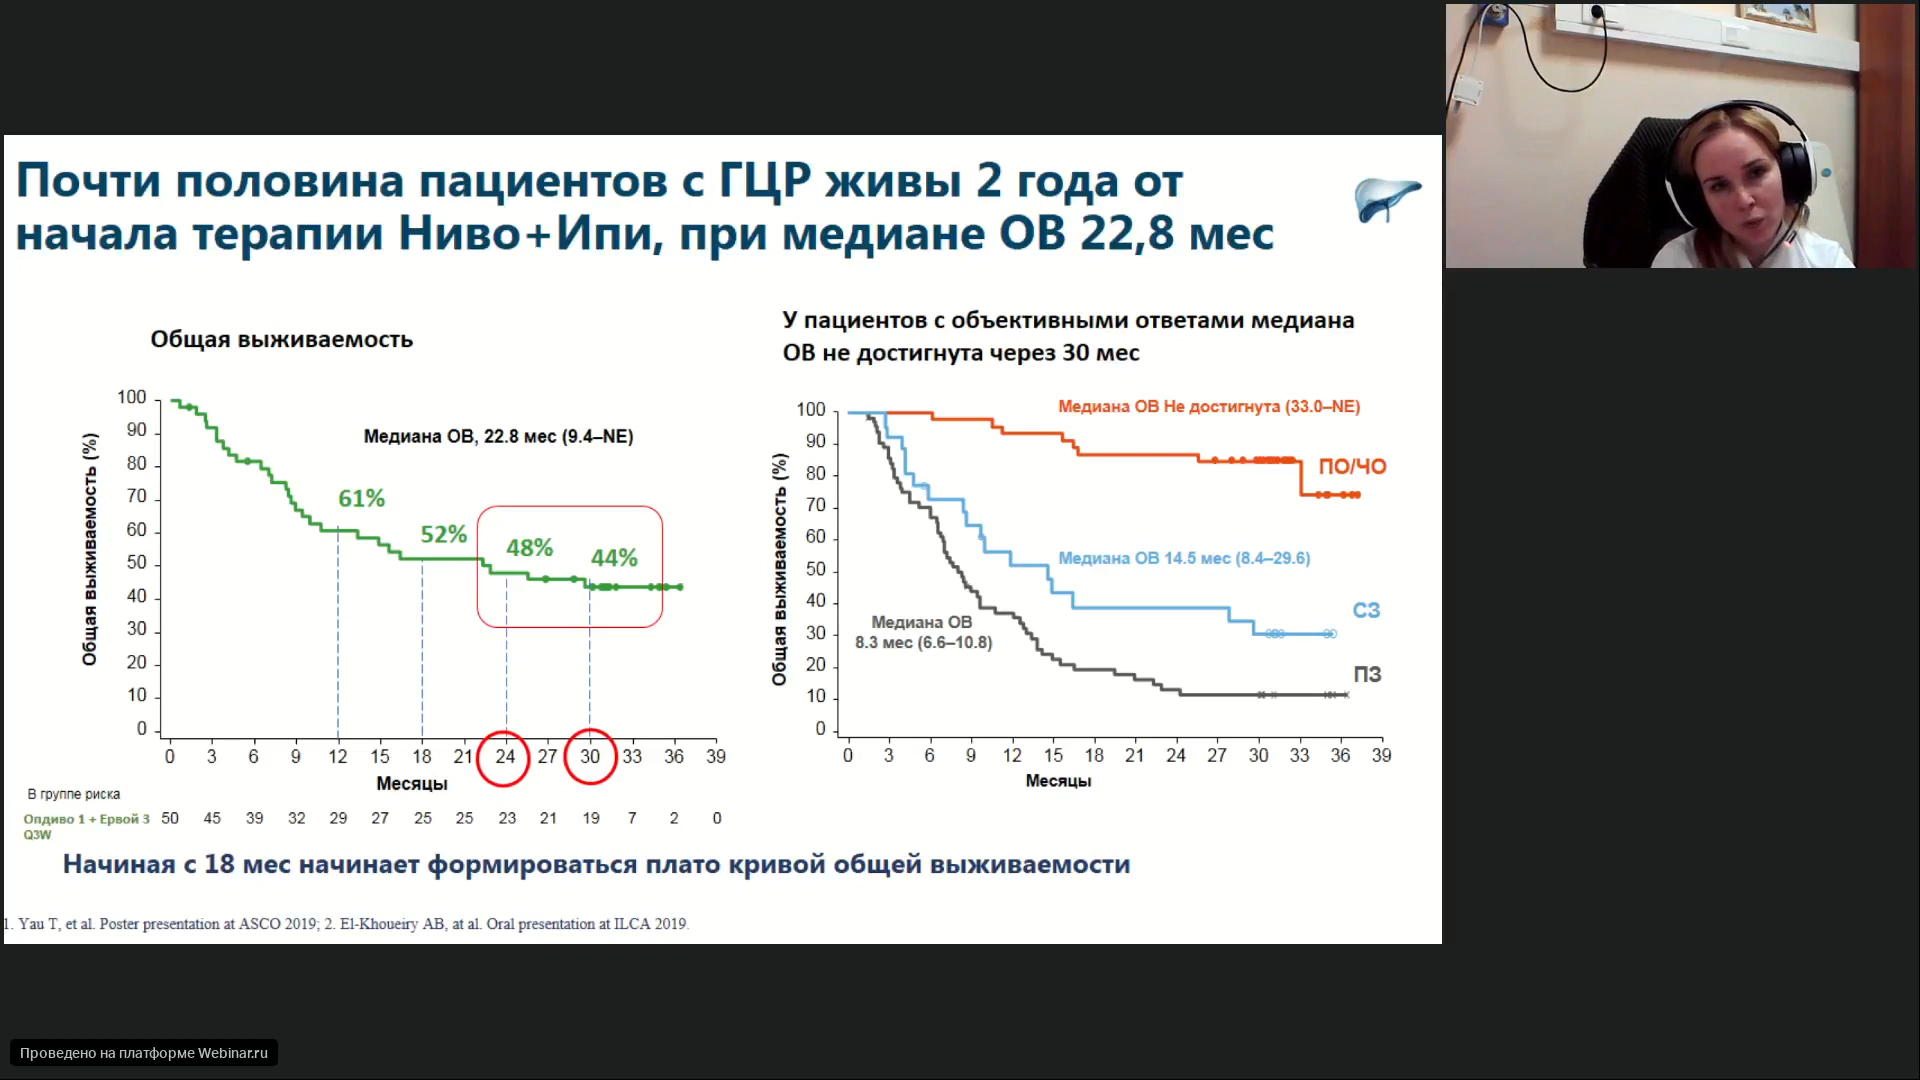 Почти половина пациентов с ГЦР живы 2 года от
начала терапии Ниво+Ипи, при медиане ОВ 22,8 мес
Общая выживаемость
Общая выживаемость (%)
100
90
80
70
60
50
40
30
20
10
0
Медиана ОВ, 22.8 мес (9.4–NE)
61%
52%
48%
44%
0 3 6 9 12 15 18 21 24 27 30 33 36 39
Месяцы
В группе риска
Опдиво 1 + Ервой 3 50 45 39 32 29 27 25 25 23 21 19 7 2 0
Q3W
У пациентов с объективными ответами медиана
ОВ не достигнута через 30 мес
Общая выживаемость (%)
100
90
80
70
60
50
40
30
20
10
0
Медиана ОВ Не достигнута (33.0–NE)
ПО/ЧО
Медиана ОВ 14.5 мес (8.4–29.6)
СЗ
Медиана ОВ
8.3 мес (6.6–10.8)
ПЗ
0 3 6 9 12 15 18 21 24 27 30 33 36 39
Месяцы
Начиная с 18 мес начинает формироваться плато кривой общей выживаемости
1. Yau T, et al. Poster presentation at ASCO 2019; 2. El-Khoueiry AB, at al. Oral presentation at ILCA 2019.
Проведено на платформе Webinar.ru